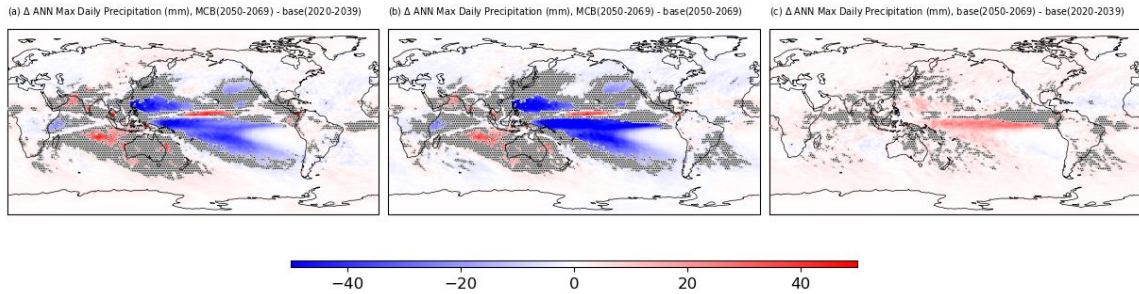 (a) Δ ANN Max Daily Precipitation (mm), MCB(2050-2069) - base(2020-2039)
(b) Δ ANN Max Daily Precipitation (mm), MCB(2050-2069) - base(2050-2069)
(c) Δ ANN Max Daily Precipitation (mm), base(2050-2069) - base(2020-2039)
−40 −20 0 20 40